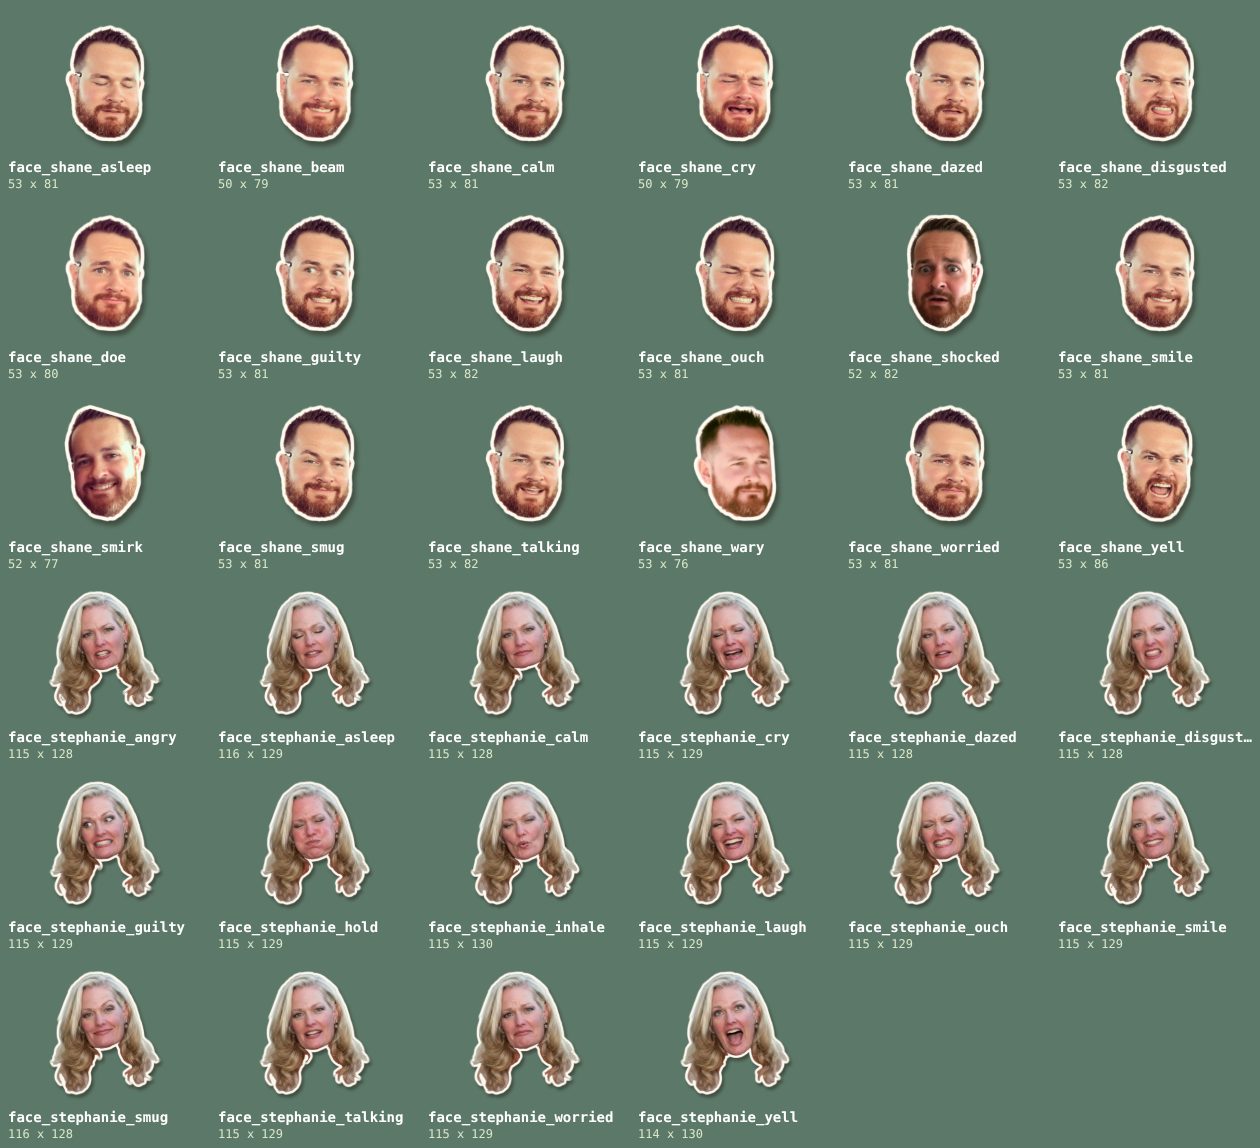 face_shane_asleep
53 x 81
face_shane_beam
50 x 79
face_shane_calm
53 x 81
face_shane_cry
50 x 79
face_shane_dazed
53 x 81
face_shane_disgusted
53 x 82
face_shane_doe
53 x 80
face_shane_guilty
53 x 81
face_shane_laugh
53 x 82
face_shane_ouch
53 x 81
face_shane_shocked
52 x 82
face_shane_smile
53 x 81
face_shane_smirk
52 x 77
face_shane_smug
53 x 81
face_shane_talking
53 x 82
face_shane_wary
53 x 76
face_shane_worried
53 x 81
face_shane_yell
53 x 86
face_stephanie_angry
115 x 128
face_stephanie_asleep
116 x 129
face_stephanie_calm
115 x 128
face_stephanie_cry
115 x 129
face_stephanie_dazed
115 x 128
face_stephanie_disgust…
115 x 128
face_stephanie_guilty
115 x 129
face_stephanie_hold
115 x 129
face_stephanie_inhale
115 x 130
face_stephanie_laugh
115 x 129
face_stephanie_ouch
115 x 129
face_stephanie_smile
115 x 129
face_stephanie_smug
116 x 128
face_stephanie_talking
115 x 129
face_stephanie_worried
115 x 129
face_stephanie_yell
114 x 130